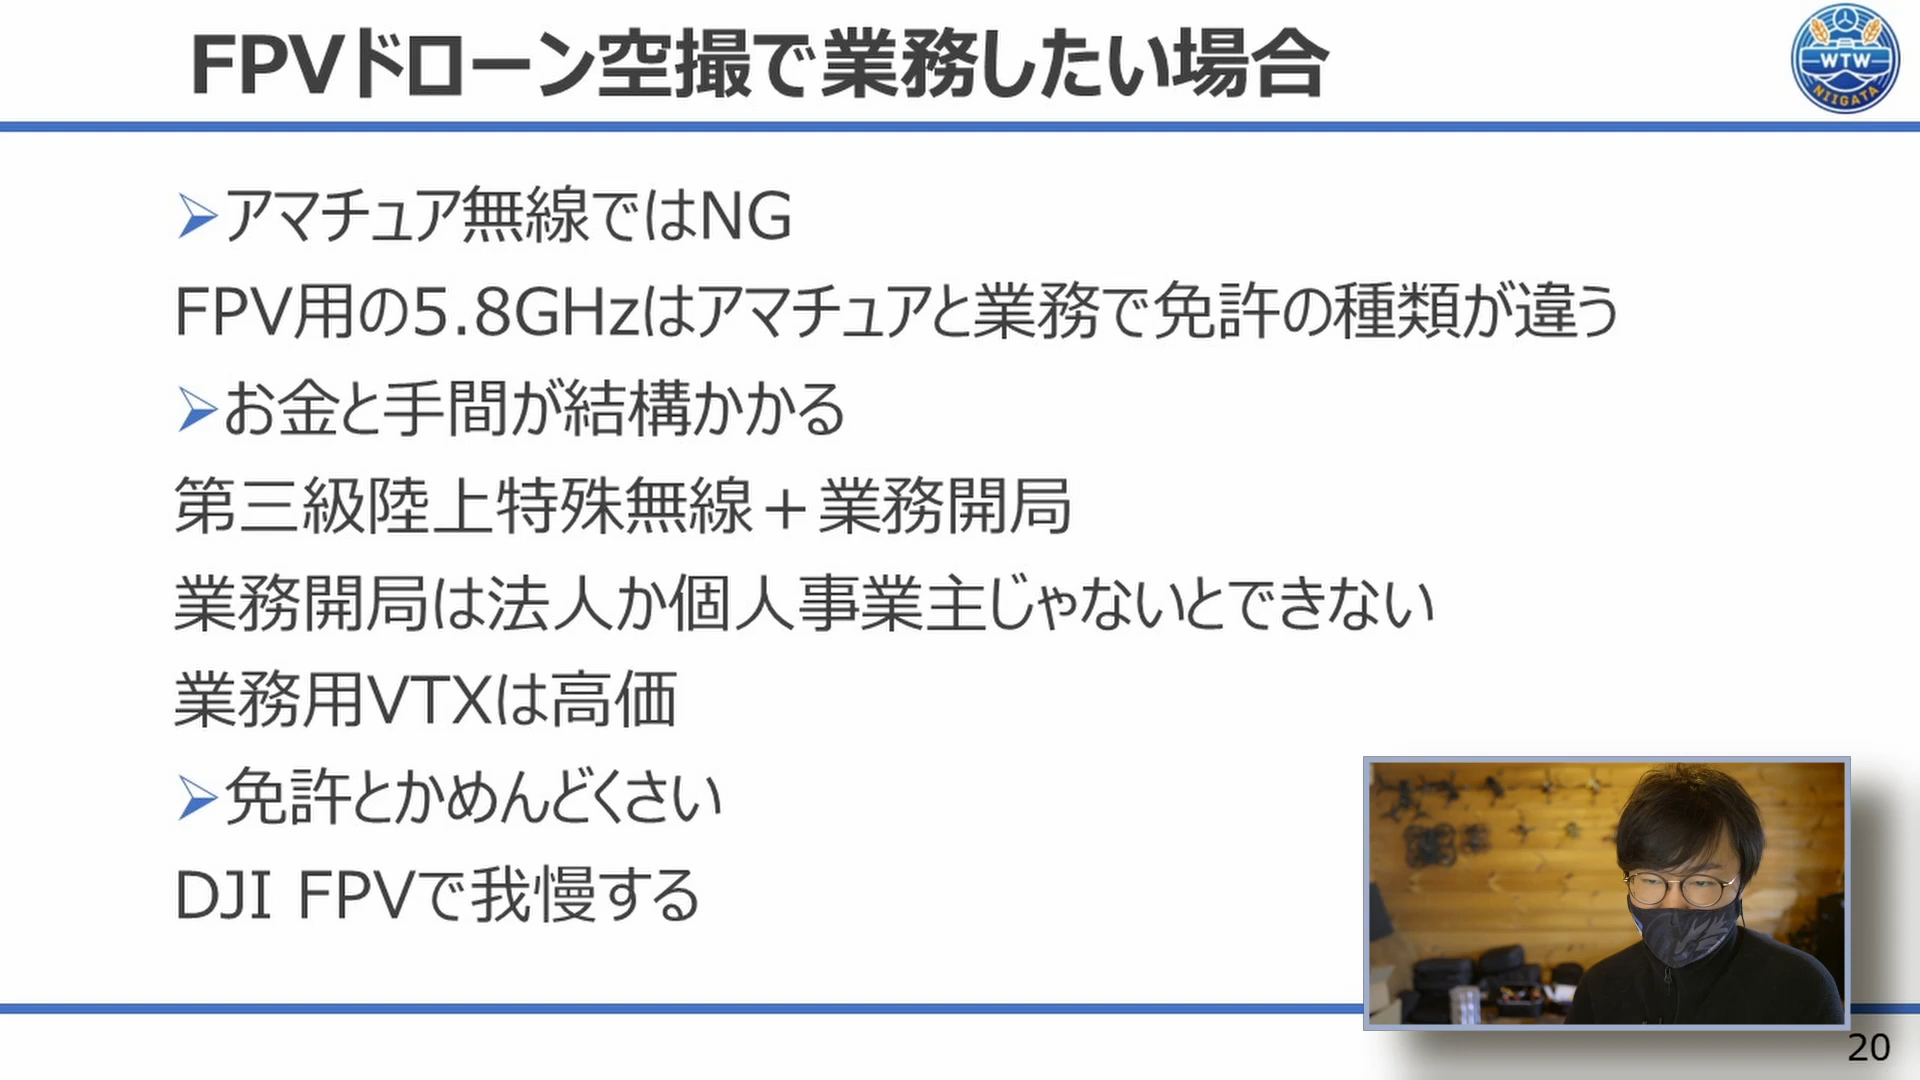 FPVドローン空撮で業務したい場合
WTW
NIIGATA
アマチュア無線ではNG
FPV用の5.8GHzはアマチュアと業務で免許の種類が違う
お金と手間が結構かかる
第三級陸上特殊無線＋業務開局
業務開局は法人か個人事業主じゃないとできない
業務用VTXは高価
免許とかめんどくさい
DJI FPVで我慢する
20